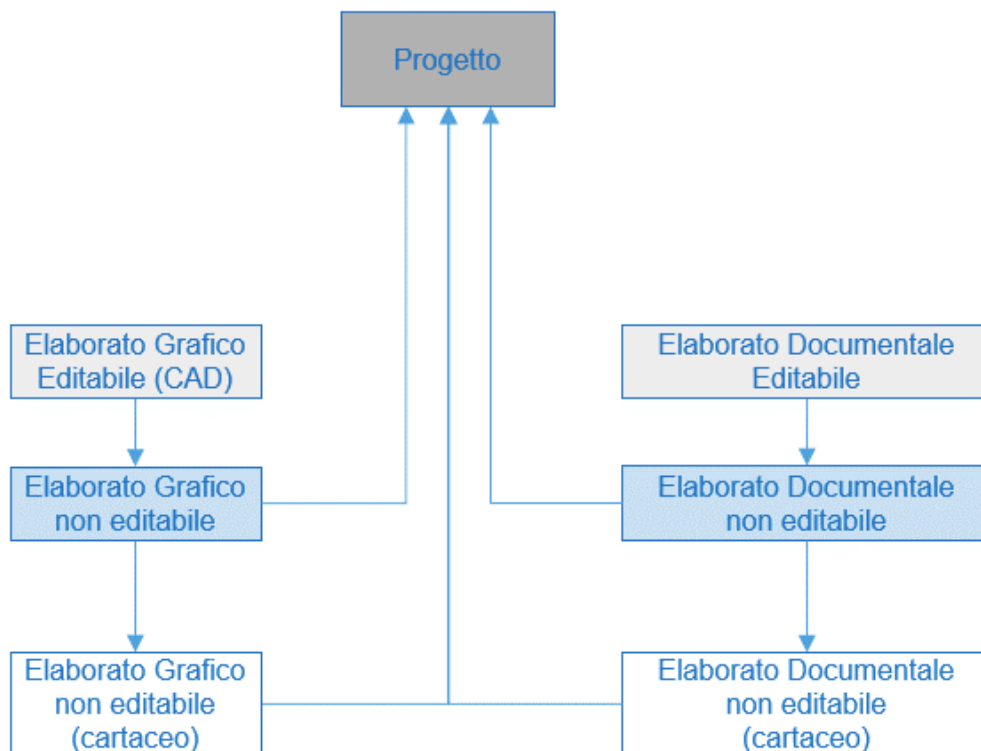 Progetto
Elaborato Grafico
Editabile (CAD)
Elaborato Documentale
Editabile
Elaborato Grafico
non editabile
Elaborato Documentale
non editabile
Elaborato Grafico
non editabile
(cartaceo)
Elaborato Documentale
non editabile
(cartaceo)